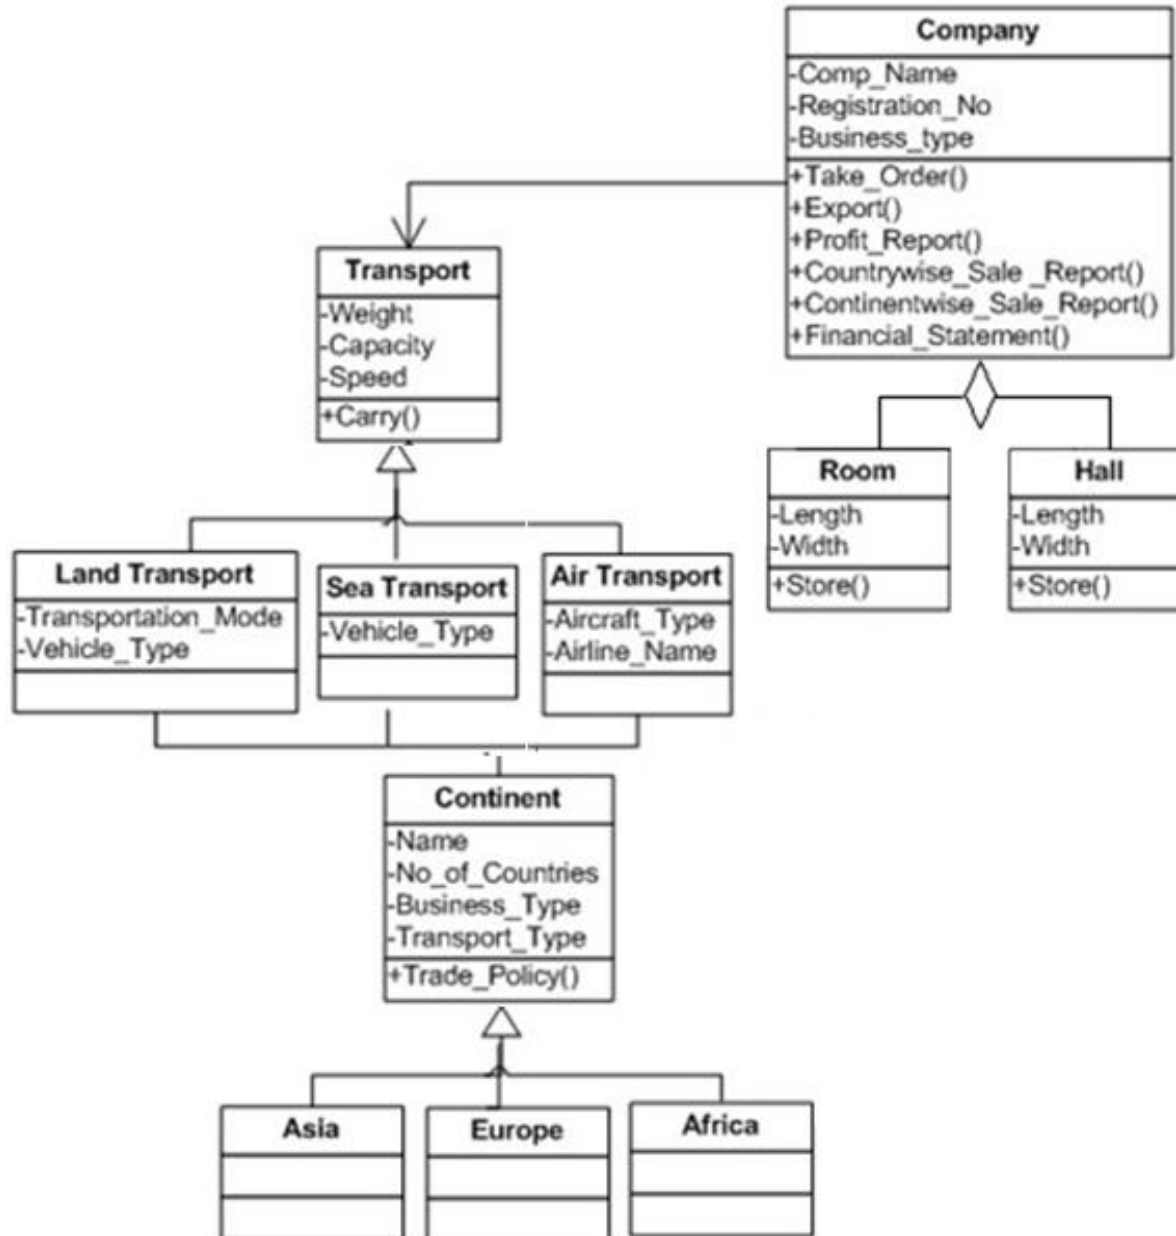 Company
-Comp_Name
-Registration_No
-Business_type
+Take_Order()
+Export()
+Profit_Report()
+Countrywise_Sale _Report()
+Continentwise_Sale_Report()
+Financial_Statement()
Transport
-Weight
-Capacity
-Speed
+Carry()
Room
-Length
-Width
+Store()
Hall
-Length
-Width
+Store()
Land Transport
-Transportation_Mode
-Vehicle_Type
Sea Transport
-Vehicle_Type
Air Transport
-Aircraft_Type
-Airline_Name
Continent
-Name
-No_of_Countries
-Business_Type
-Transport_Type
+Trade_Policy()
Asia
Europe
Africa